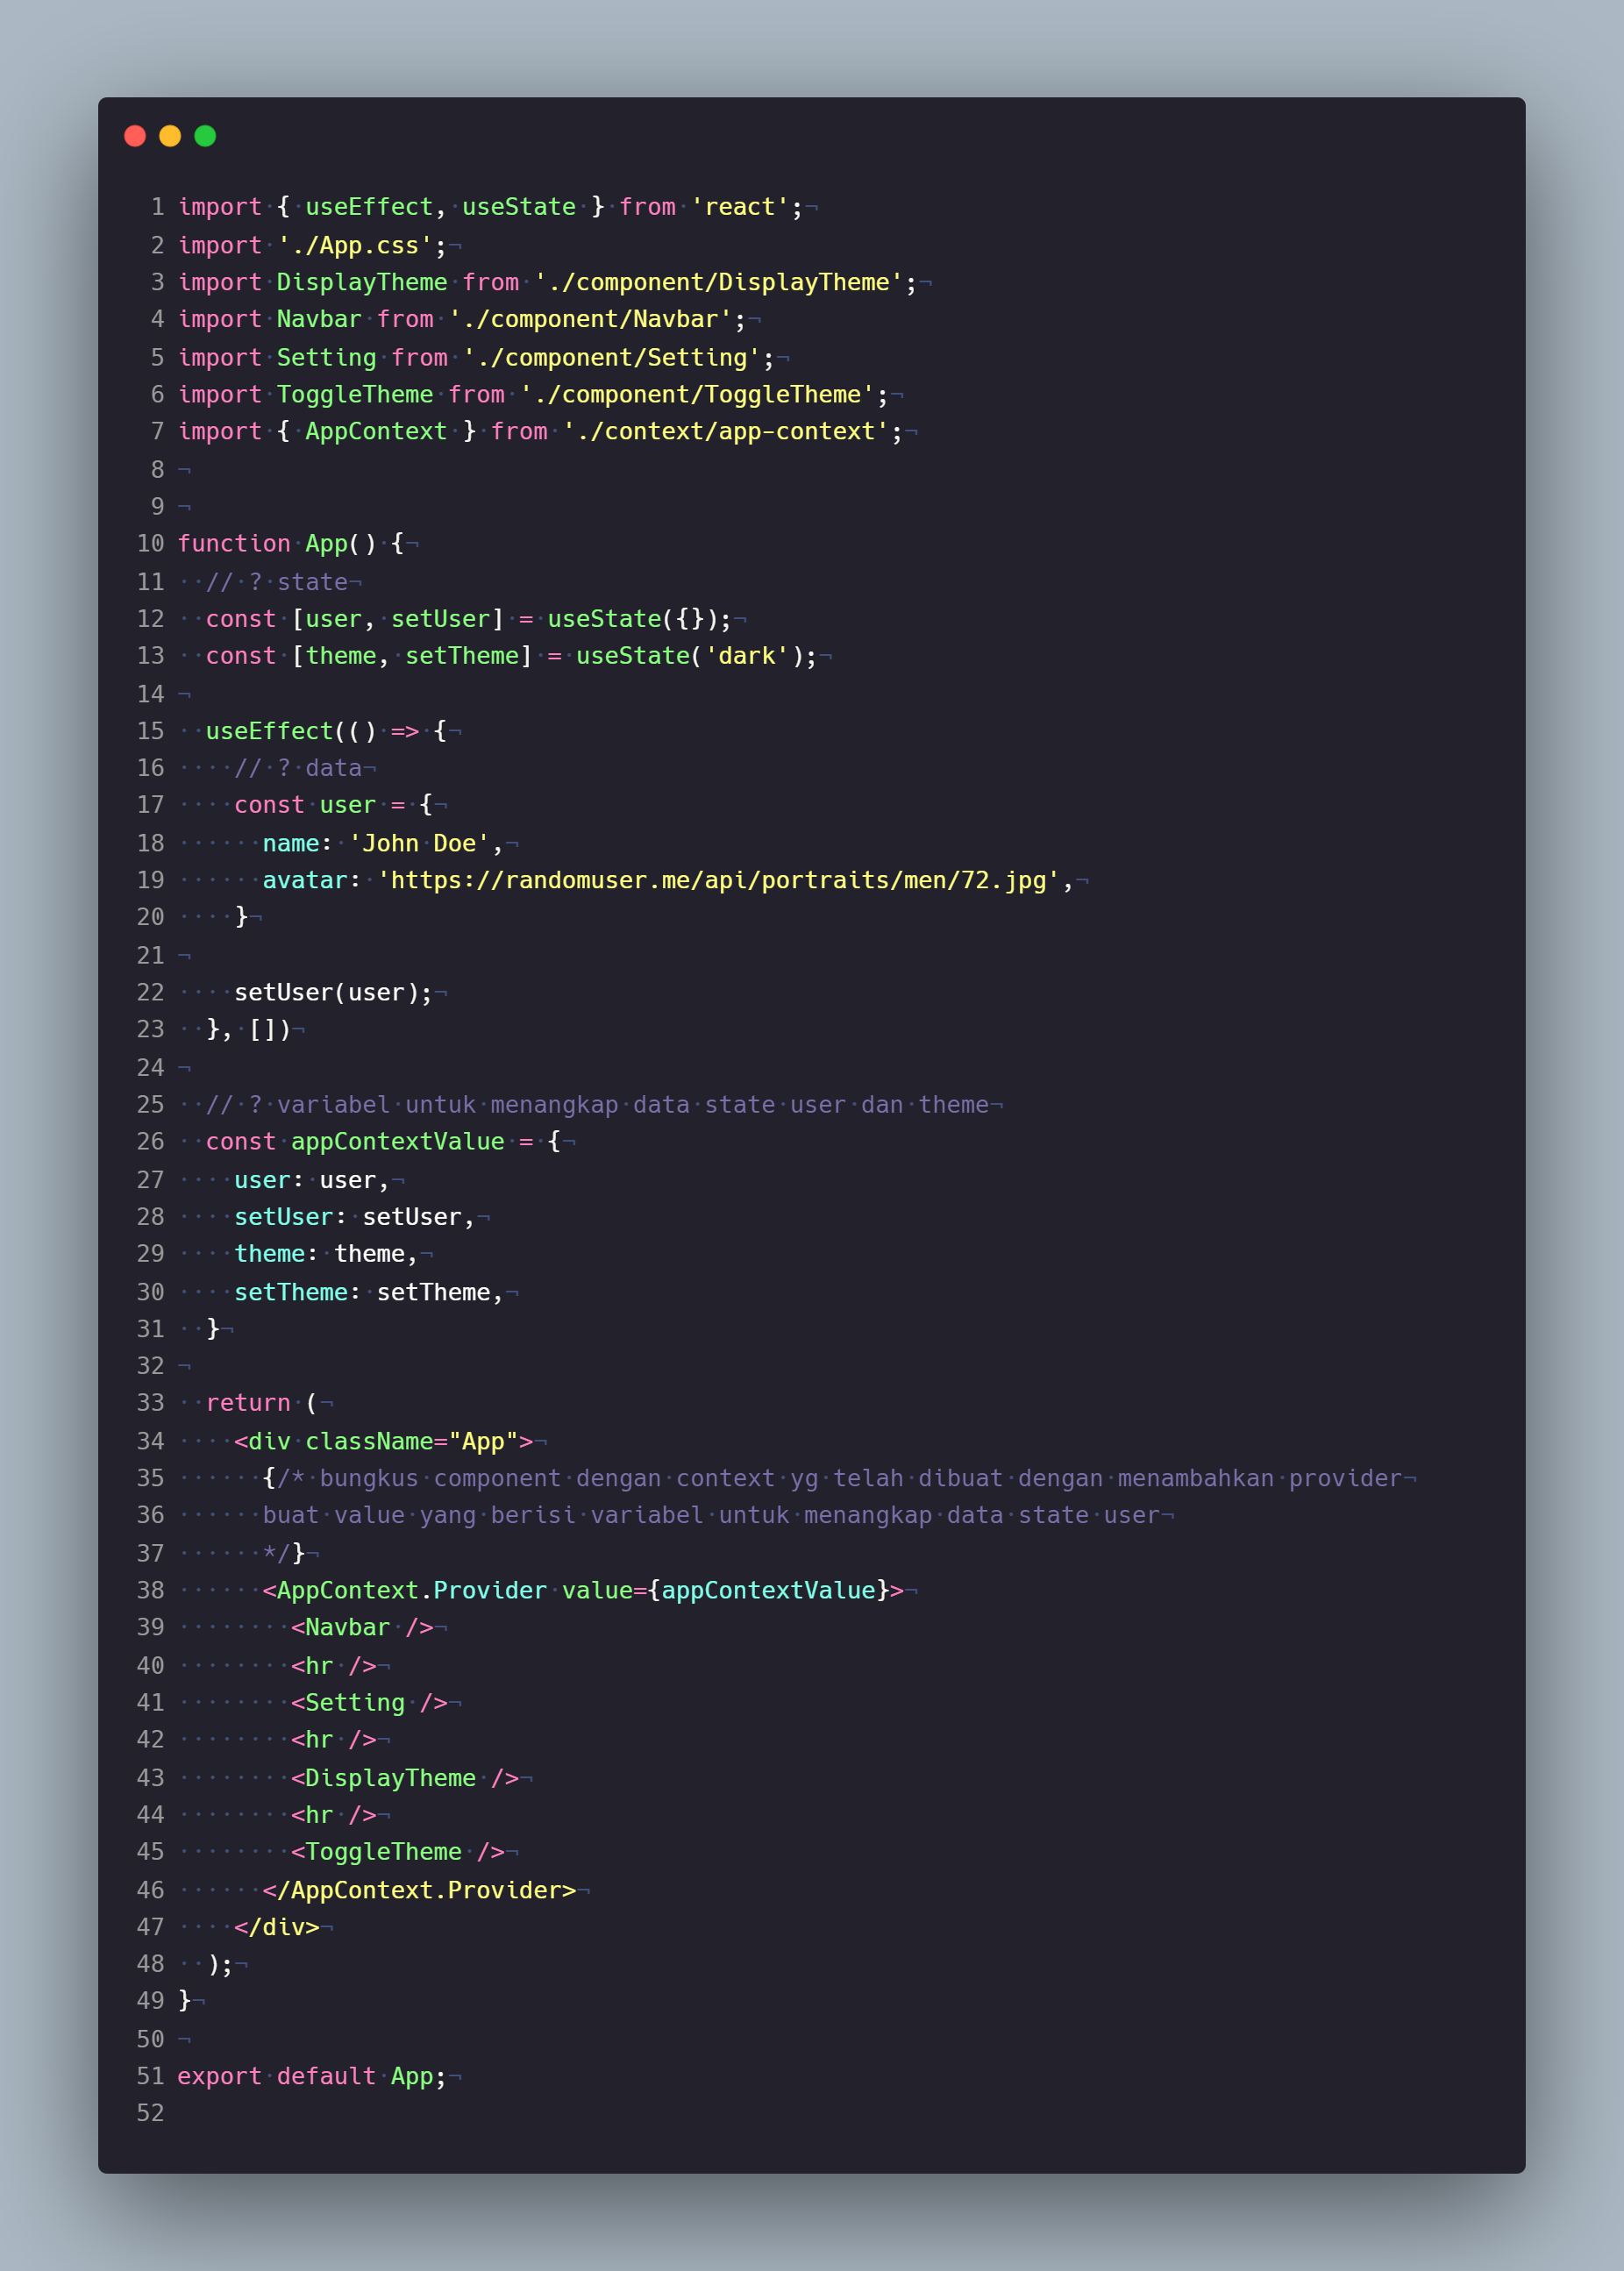 1 import { useEffect, useState } from 'react';¬
2 import './App.css';¬
3 import DisplayTheme from './component/DisplayTheme';¬
4 import Navbar from './component/Navbar';¬
5 import Setting from './component/Setting';¬
6 import ToggleTheme from './component/ToggleTheme';¬
7 import { AppContext } from './context/app-context';¬
8 ¬
9 ¬
10 function App() {¬
11   // ? state¬
12   const [user, setUser] = useState({});¬
13   const [theme, setTheme] = useState('dark');¬
14 ¬
15   useEffect(() => {¬
16     // ? data¬
17     const user = {¬
18       name: 'John Doe',¬
19       avatar: 'https://randomuser.me/api/portraits/men/72.jpg',¬
20     }¬
21 ¬
22     setUser(user);¬
23   }, [])¬
24 ¬
25   // ? variabel untuk menangkap data state user dan theme¬
26   const appContextValue = {¬
27     user: user,¬
28     setUser: setUser,¬
29     theme: theme,¬
30     setTheme: setTheme,¬
31   }¬
32 ¬
33   return (¬
34     <div className="App">¬
35       {/* bungkus component dengan context yg telah dibuat dengan menambahkan provider¬
36       buat value yang berisi variabel untuk menangkap data state user¬
37       */}¬
38       <AppContext.Provider value={appContextValue}>¬
39         <Navbar />¬
40         <hr />¬
41         <Setting />¬
42         <hr />¬
43         <DisplayTheme />¬
44         <hr />¬
45         <ToggleTheme />¬
46       </AppContext.Provider>¬
47     </div>¬
48   );¬
49 }¬
50 ¬
51 export default App;¬
52